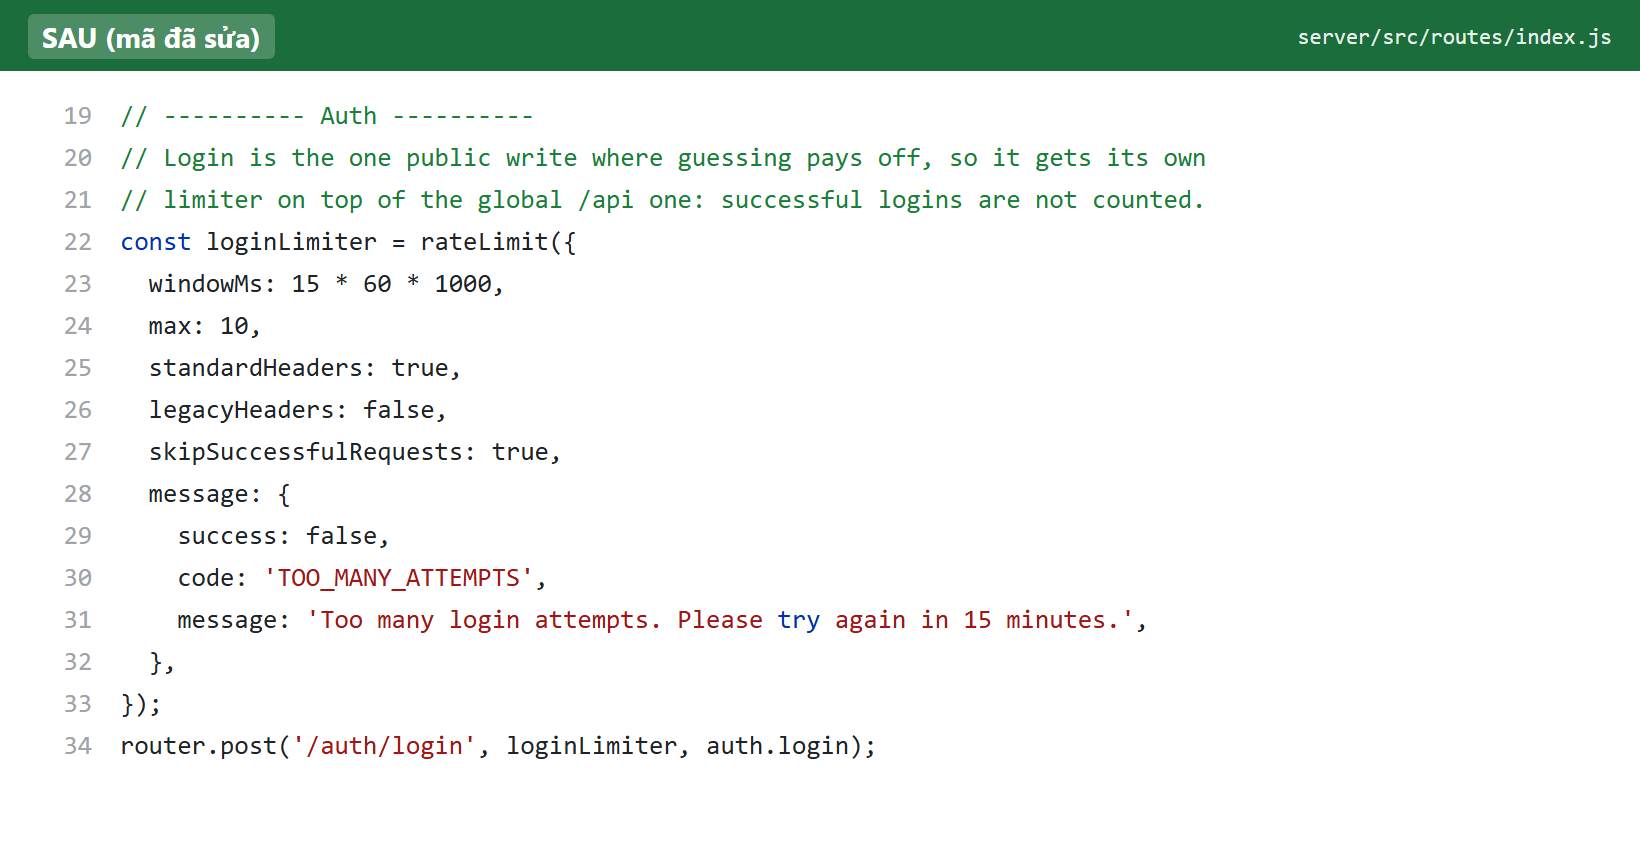 SAU (mã đã sửa)
server/src/routes/index.js
19 // ---------- Auth ----------
20 // Login is the one public write where guessing pays off, so it gets its own
21 // limiter on top of the global /api one: successful logins are not counted.
22 const loginLimiter = rateLimit({
23   windowMs: 15 * 60 * 1000,
24   max: 10,
25   standardHeaders: true,
26   legacyHeaders: false,
27   skipSuccessfulRequests: true,
28   message: {
29     success: false,
30     code: 'TOO_MANY_ATTEMPTS',
31     message: 'Too many login attempts. Please try again in 15 minutes.',
32   },
33 });
34 router.post('/auth/login', loginLimiter, auth.login);